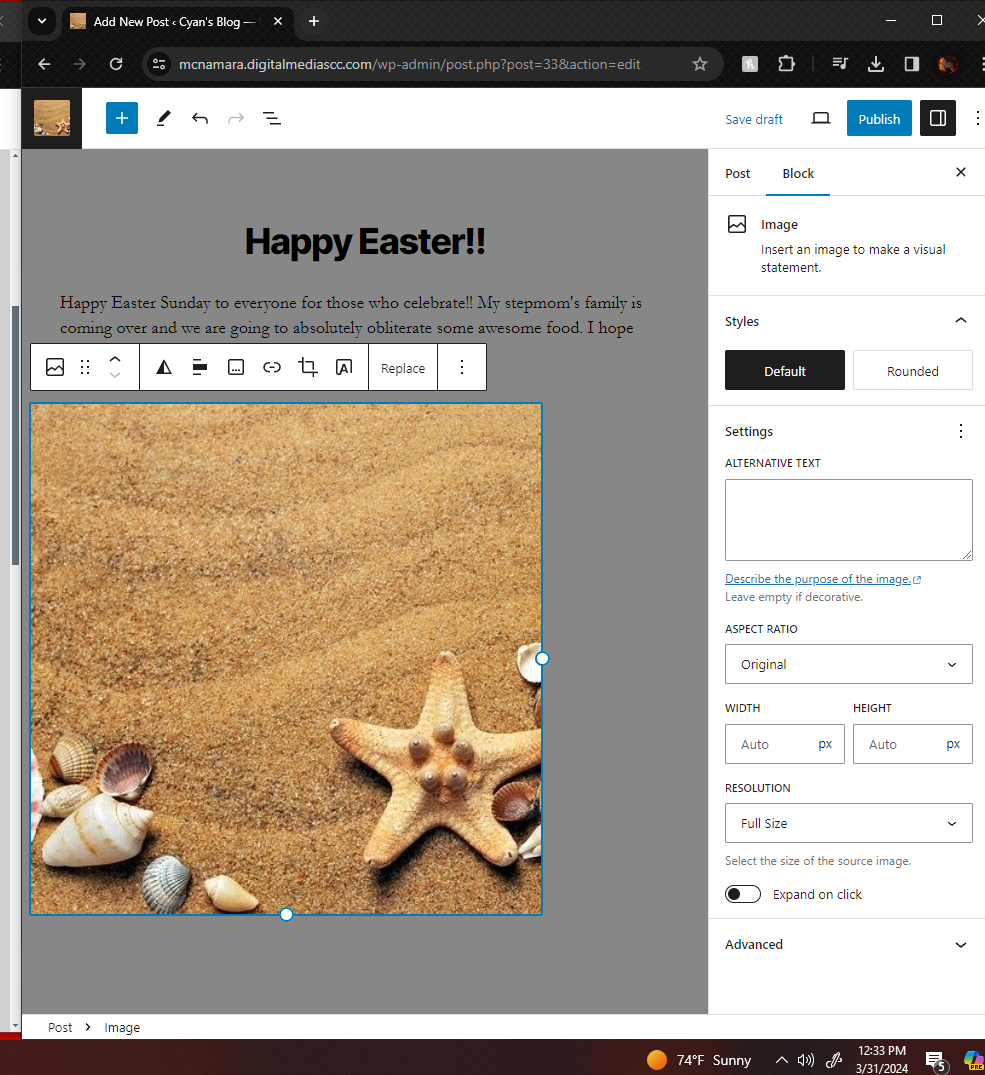 Add New Post ‹ Cyan's Blog —
mcnamara.digitalmediascc.com/wp-admin/post.php?post=33&action=edit
Save draft
Publish
Post
Block
Image
Insert an image to make a visual
statement.
Happy Easter!!
Happy Easter Sunday to everyone for those who celebrate!! My stepmom's family is
coming over and we are going to absolutely obliterate some awesome food. I hope
Replace
Styles
Default
Rounded
Settings
ALTERNATIVE TEXT
Describe the purpose of the image.
Leave empty if decorative.
ASPECT RATIO
Original
WIDTH
HEIGHT
Auto px
Auto px
RESOLUTION
Full Size
Select the size of the source image.
Expand on click
Advanced
Post › Image
74°F Sunny
12:33 PM
3/31/2024
5
PRE